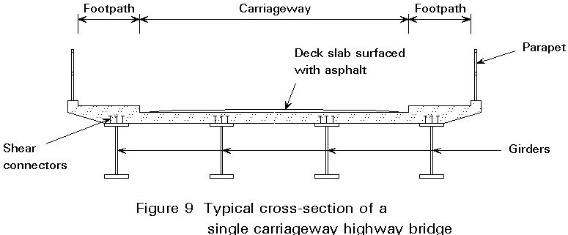 Footpath
Carriageway
Footpath
Deck slab surfaced
with asphalt
Parapet
Shear
connectors
Girders
Figure 9 Typical cross-section of a
single carriageway highway bridge